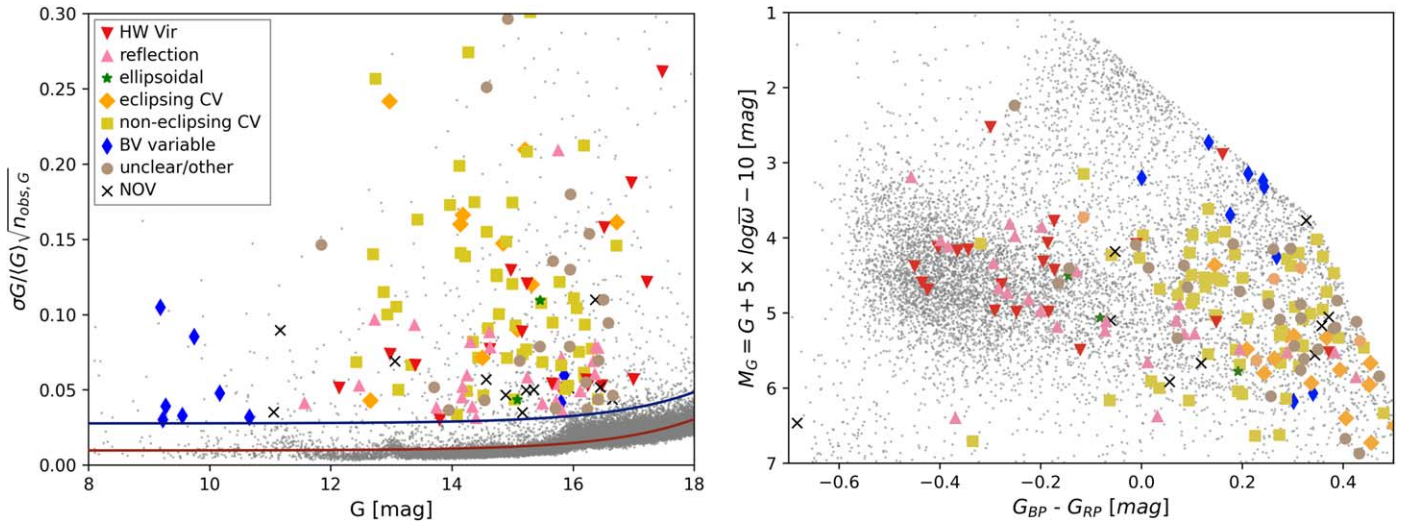 0.30
0.25
0.20
0.15
0.10
0.05
0.00
σG/⟨G⟩√n_obs,G
HW Vir
reflection
ellipsoidal
eclipsing CV
non-eclipsing CV
BV variable
unclear/other
NOV
8 10 12 14 16 18
G [mag]
1
2
3
4
5
6
7
M_G = G + 5 × logϖ − 10 [mag]
−0.6 −0.4 −0.2 0.0 0.2 0.4
G_BP - G_RP [mag]